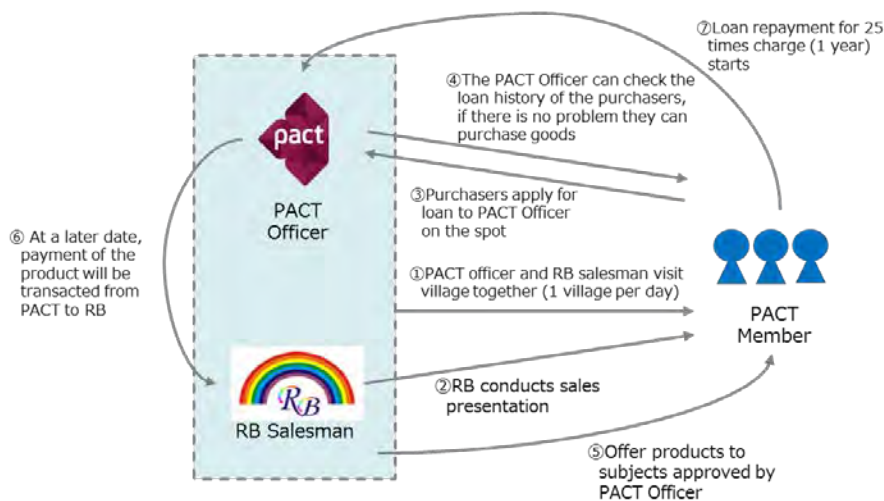 ⑦Loan repayment for 25
times charge (1 year)
starts
④The PACT Officer can check the
loan history of the purchasers,
if there is no problem they can
purchase goods
pact
PACT
Officer
③Purchasers apply for
loan to PACT Officer
on the spot
⑥ At a later date,
payment of the
product will be
transacted from
PACT to RB
①PACT officer and RB salesman visit
village together (1 village per day)
PACT
Member
RB
RB Salesman
②RB conducts sales
presentation
⑤Offer products to
subjects approved by
PACT Officer